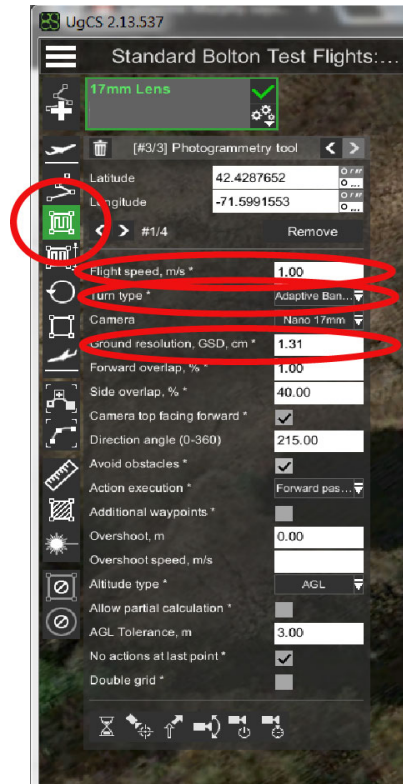 UgCS 2.13.537
Standard Bolton Test Flights:...
17mm Lens
[#3/3] Photogrammetry tool
Latitude 42.4287652
Longitude -71.5991553
#1/4 Remove
Flight speed, m/s * 1.00
Turn type * Adaptive Ban...
Camera Nano 17mm
Ground resolution, GSD, cm * 1.31
Forward overlap, % * 1.00
Side overlap, % * 40.00
Camera top facing forward *
Direction angle (0-360) 215.00
Avoid obstacles *
Action execution * Forward pas...
Additional waypoints *
Overshoot, m 0.00
Overshoot speed, m/s
Altitude type * AGL
Allow partial calculation *
AGL Tolerance, m 3.00
No actions at last point *
Double grid *